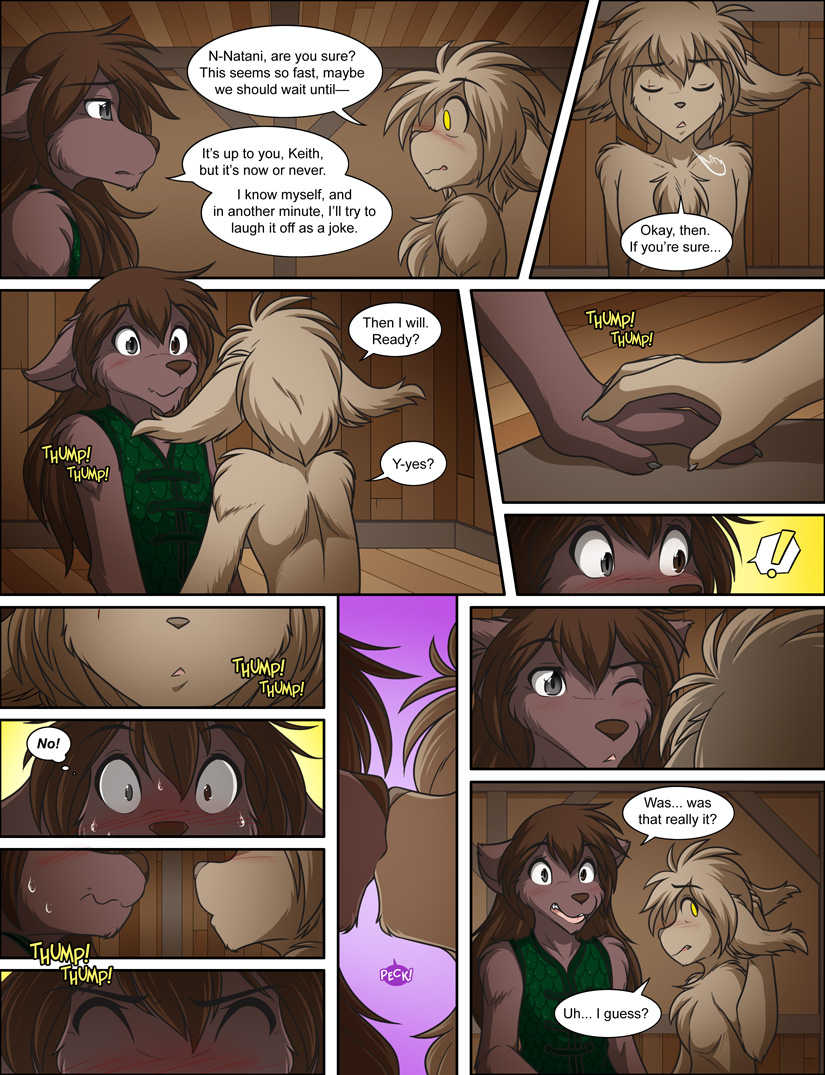 N-Natani, are you sure?
This seems so fast, maybe
we should wait until—
It's up to you, Keith,
but it's now or never.
I know myself, and
in another minute, I'll try to
laugh it off as a joke.
Okay, then.
If you're sure...
Then I will.
Ready?
THUMP!
THUMP!
Y-yes?
THUMP!
THUMP!
!
THUMP!
THUMP!
No!
THUMP!
THUMP!
PECK!
Was... was
that really it?
Uh... I guess?